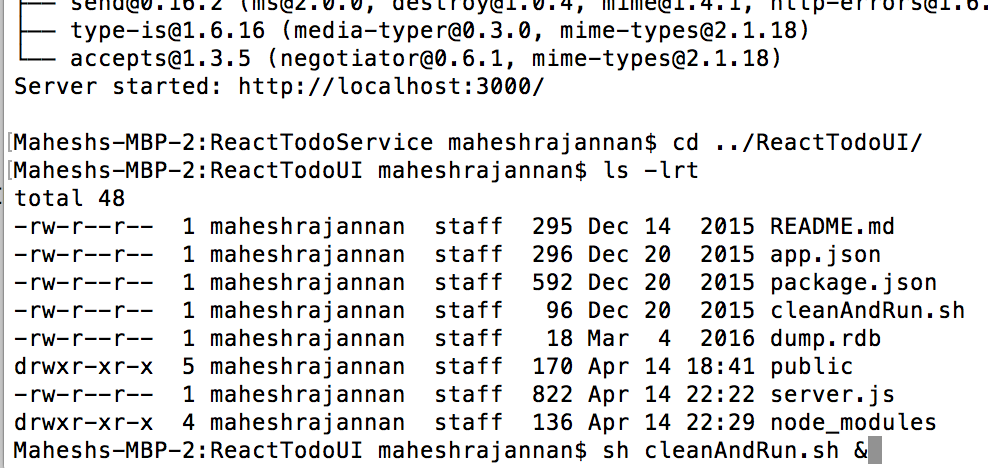 ├── send@0.16.2 (ms@2.0.0, destroy@1.0.4, mime@1.4.1, http-errors@1.6.
├── type-is@1.6.16 (media-typer@0.3.0, mime-types@2.1.18)
└── accepts@1.3.5 (negotiator@0.6.1, mime-types@2.1.18)
Server started: http://localhost:3000/
[Maheshs-MBP-2:ReactTodoService maheshrajannan$ cd ../ReactTodoUI/
[Maheshs-MBP-2:ReactTodoUI maheshrajannan$ ls -lrt
total 48
-rw-r--r--  1 maheshrajannan  staff  295 Dec 14  2015 README.md
-rw-r--r--  1 maheshrajannan  staff  296 Dec 20  2015 app.json
-rw-r--r--  1 maheshrajannan  staff  592 Dec 20  2015 package.json
-rw-r--r--  1 maheshrajannan  staff   96 Dec 20  2015 cleanAndRun.sh
-rw-r--r--  1 maheshrajannan  staff   18 Mar  4  2016 dump.rdb
drwxr-xr-x  5 maheshrajannan  staff  170 Apr 14 18:41 public
-rw-r--r--  1 maheshrajannan  staff  822 Apr 14 22:22 server.js
drwxr-xr-x  4 maheshrajannan  staff  136 Apr 14 22:29 node_modules
Maheshs-MBP-2:ReactTodoUI maheshrajannan$ sh cleanAndRun.sh &